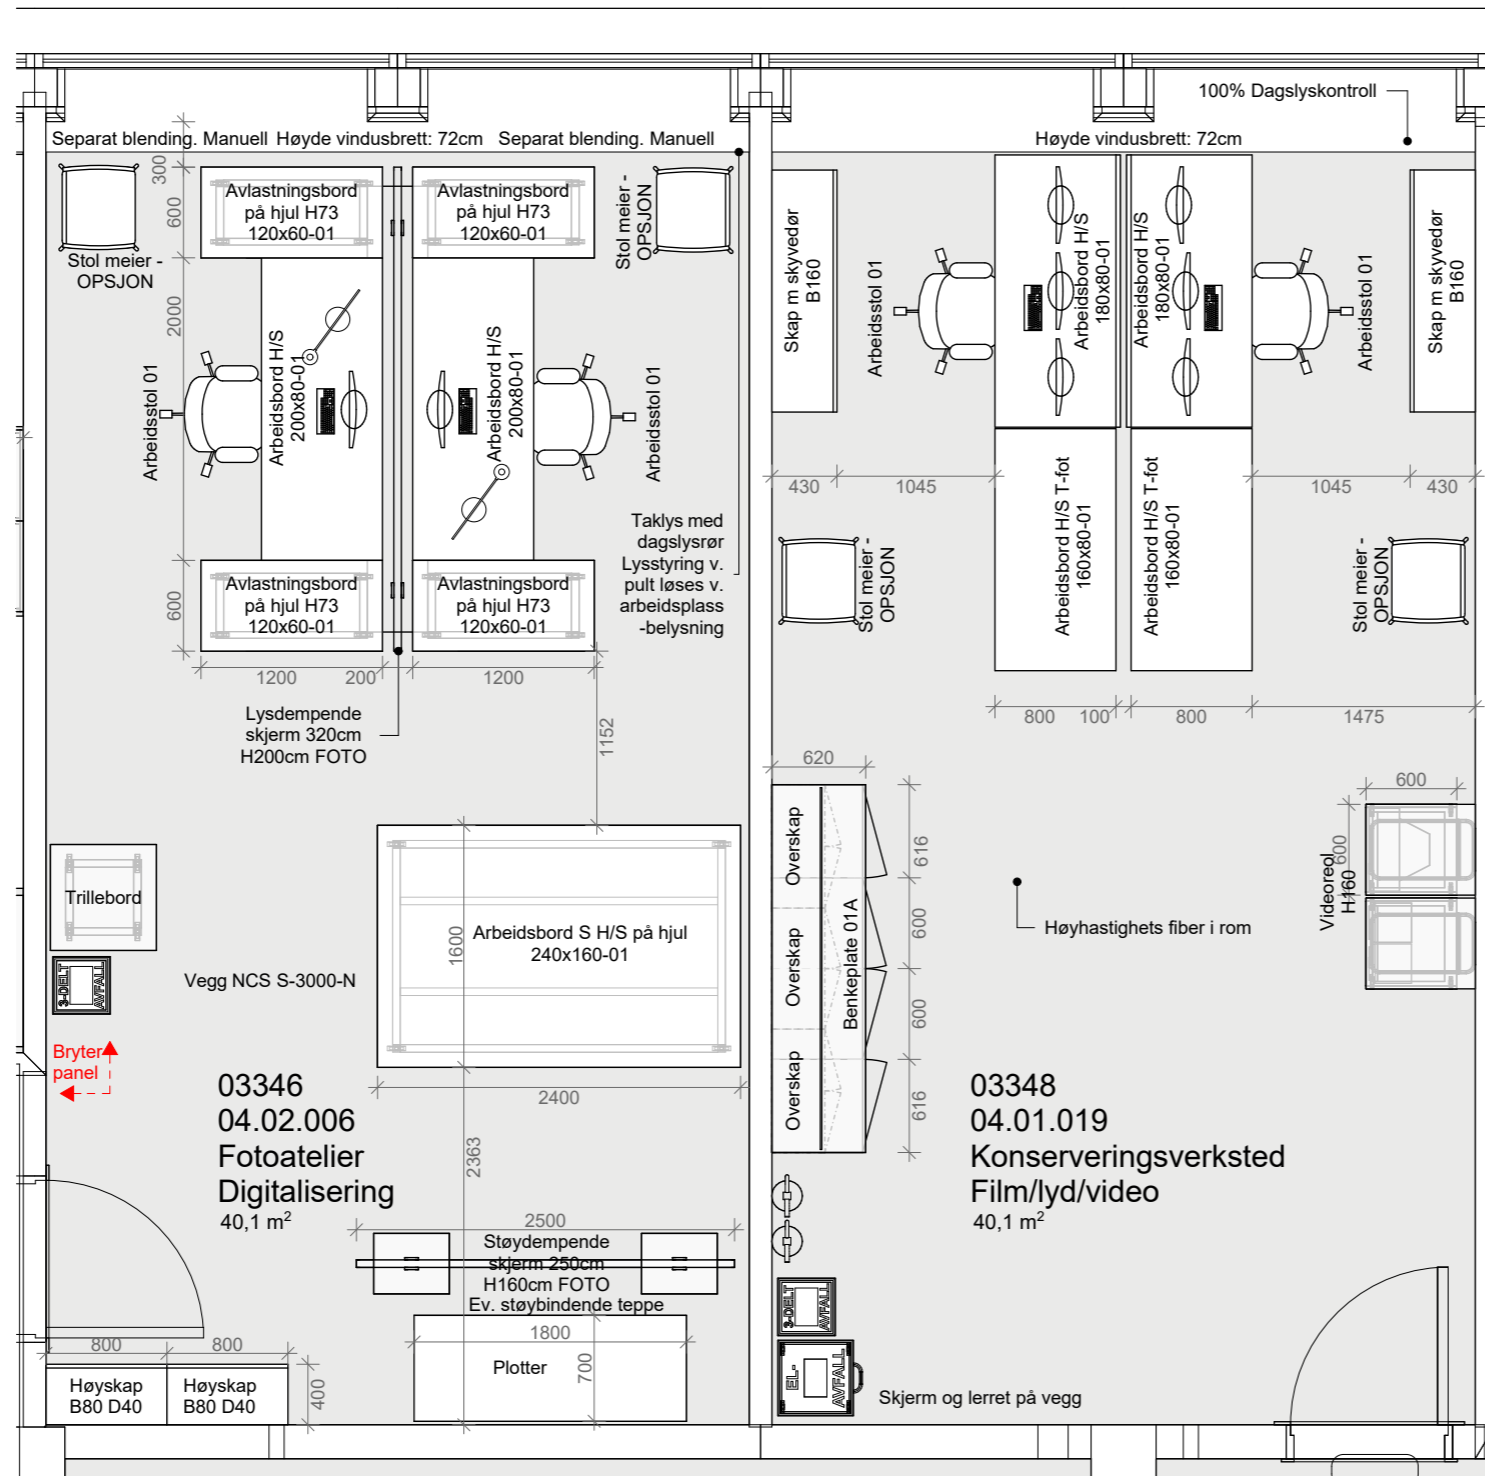 100% Dagslyskontroll
Separat blending. Manuell
Høyde vindusbrett: 72cm
Separat blending. Manuell
Høyde vindusbrett: 72cm
300
600
2000
600
Stol meier -
OPSJON
Avlastningsbord
på hjul H73
120x60-01
Avlastningsbord
på hjul H73
120x60-01
Stol meier -
OPSJON
Arbeidsstol 01
Arbeidsbord H/S
200x80-01
Arbeidsbord H/S
200x80-01
Arbeidsstol 01
Avlastningsbord
på hjul H73
120x60-01
Avlastningsbord
på hjul H73
120x60-01
1200
200
1200
Taklys med
dagslysrør
Lysstyring v.
pult løses v.
arbeidsplass
-belysning
Lysdempende
skjerm 320cm
H200cm FOTO
1152
Trillebord
3-DELT
AVFALL
Vegg NCS S-3000-N
1600
Arbeidsbord S H/S på hjul
240x160-01
2400
Bryter
panel
03346
04.02.006
Fotoatelier
Digitalisering
40,1 m²
2363
2500
Støydempende
skjerm 250cm
H160cm FOTO
Ev. støybindende teppe
1800
700
Plotter
800
800
400
Høyskap
B80 D40
Høyskap
B80 D40
Skap m skyvedør
B160
Arbeidsstol 01
Arbeidsbord H/S
180x80-01
Arbeidsbord H/S
180x80-01
Arbeidsstol 01
Skap m skyvedør
B160
430
1045
1045
430
Stol meier -
OPSJON
Arbeidsbord H/S T-fot
160x80-01
Arbeidsbord H/S T-fot
160x80-01
Stol meier -
OPSJON
800
100
800
1475
620
616
600
600
616
Overskap
Overskap
Overskap
Benkeplate 01A
600
600
Videoreol
H160
Høyhastighets fiber i rom
03348
04.01.019
Konserveringsverksted
Film/lyd/video
40,1 m²
3-DELT
AVFALL
EL-
AVFALL
Skjerm og lerret på vegg